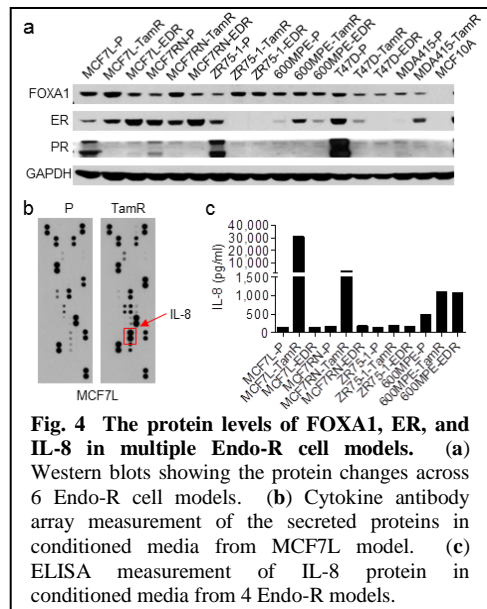 a
MCF7L-P
MCF7L-TamR
MCF7L-EDR
MCF7RN-P
MCF7RN-TamR
MCF7RN-EDR
ZR75-1-P
ZR75-1-TamR
ZR75-1-EDR
600MPE-P
600MPE-TamR
600MPE-EDR
T47D-P
T47D-TamR
T47D-EDR
MDA415-P
MDA415-TamR
MCF10A
FOXA1
ER
PR
GAPDH
b
P TamR
IL-8
MCF7L
c
IL-8 (pg/ml)
40,000
30,000
20,000
10,000
1,500
1,000
500
0
MCF7L-P
MCF7L-TamR
MCF7L-EDR
MCF7RN-P
MCF7RN-TamR
MCF7RN-EDR
ZR75-1-P
ZR75-1-TamR
ZR75-1-EDR
600MPE-P
600MPE-TamR
600MPE-EDR
Fig. 4 The protein levels of FOXA1, ER, and
IL-8 in multiple Endo-R cell models. (a)
Western blots showing the protein changes across
6 Endo-R cell models. (b) Cytokine antibody
array measurement of the secreted proteins in
conditioned media from MCF7L model. (c)
ELISA measurement of IL-8 protein in
conditioned media from 4 Endo-R models.